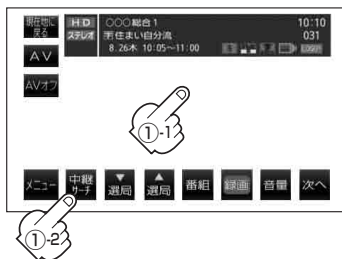 現在地に
戻る
HD
○○○総合1
10:10
ステレオ
住まい自分流
031
8.26木 10:05~11:00
AV
AVオフ
①-1
メニュー
中継
サーチ
▼
選局
▲
選局
番組
録画
音量
次へ
①-2